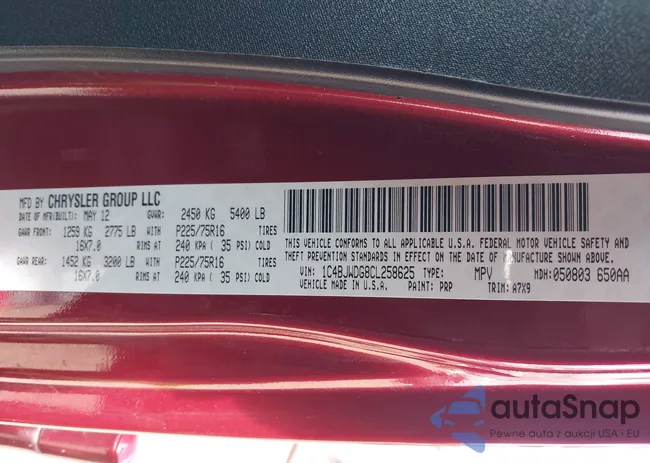 MFD BY CHRYSLER GROUP LLC
DATE OF MFR(BUILT): MAY 12 GVWR: 2450 KG 5400 LB
GAWR FRONT: 1259 KG 2775 LB P225/75R16 TIRES
16X7.0 RIMS AT 240 KPA ( 35 PSI) COLD
GAWR REAR: 1452 KG 3200 LB P225/75R16 TIRES
16X7.0 RIMS AT 240 KPA ( 35 PSI) COLD
THIS VEHICLE CONFORMS TO ALL APPLICABLE U.S.A. FEDERAL MOTOR VEHICLE SAFETY
AND THEFT PREVENTION STANDARDS IN EFFECT ON THE DATE OF MFR SHOWN ABOVE.
VIN: 1C4BJWDG8CL258625 TYPE: MPV MDH: 050803 650AA
MADE IN U.S.A. PAINT: PRP TRIM: A7X9
autaSnap
Pewne auta z aukcji USA i EU